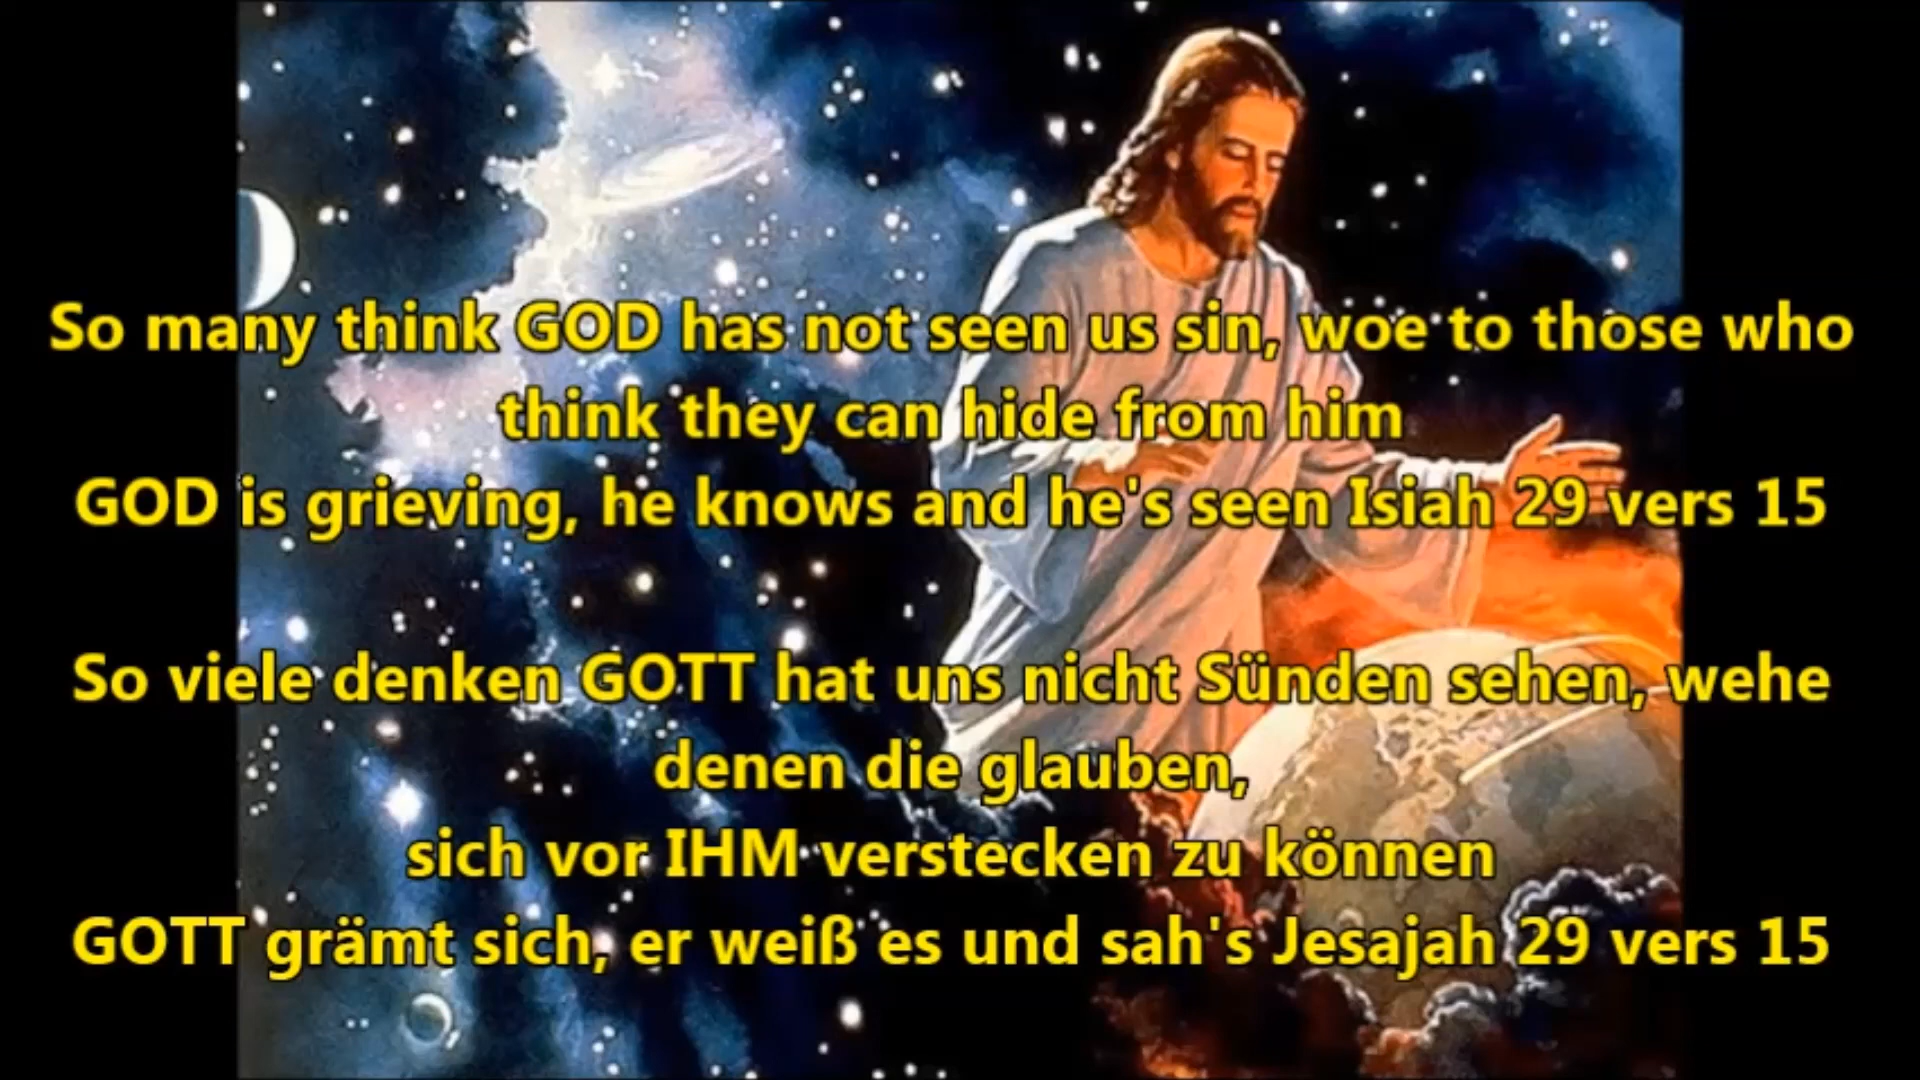 So many think GOD has not seen us sin, woe to those who
think they can hide from him
GOD is grieving, he knows and he's seen Isiah 29 vers 15
So viele denken GOTT hat uns nicht Sünden sehen, wehe
denen die glauben,
sich vor IHM verstecken zu können
GOTT grämt sich, er weiß es und sah's Jesajah 29 vers 15